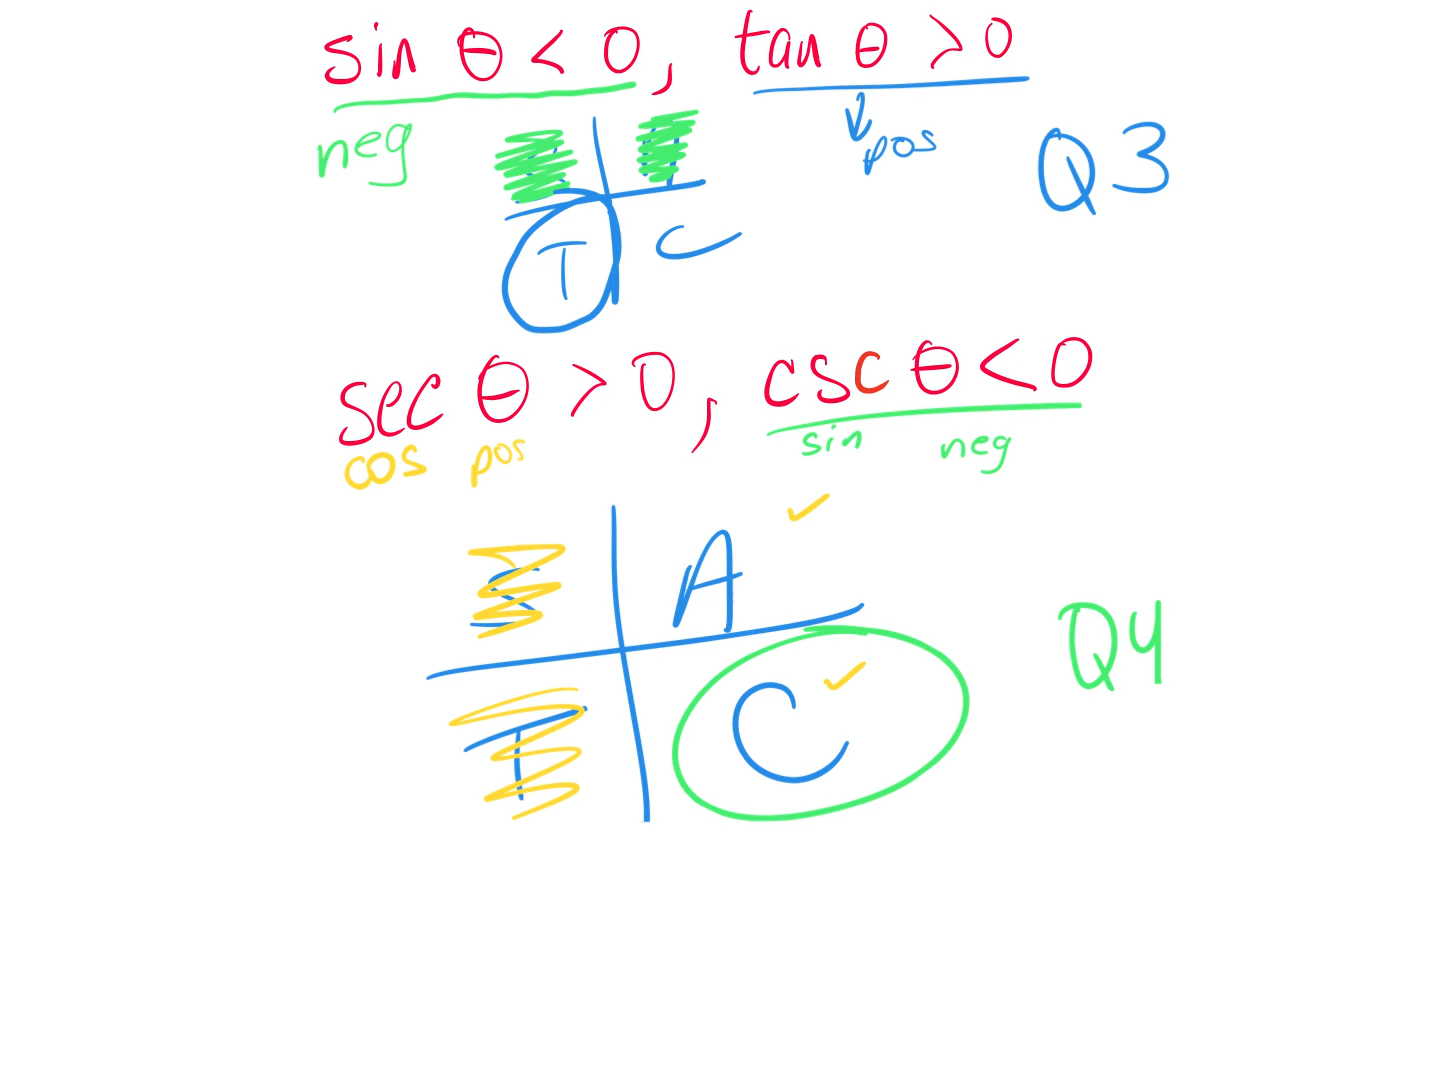 sin θ < 0, tan θ > 0
neg
pos
Q3
T C
sec θ > 0, csc θ < 0
cos pos sin neg
✓
S A
Q4
T C ✓